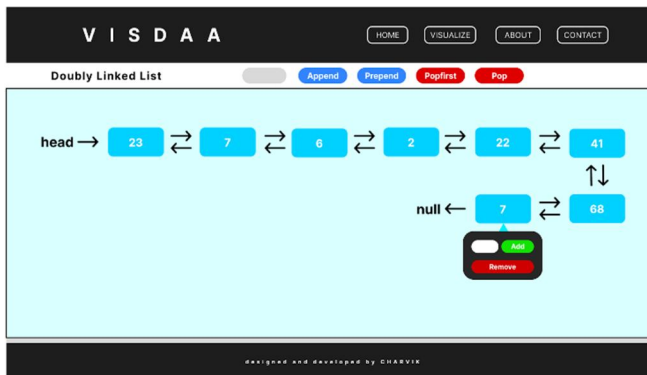 VISDAA HOME VISUALIZE ABOUT CONTACT
Doubly Linked List Append Prepend Popfirst Pop
head 23 7 6 2 22 41
null 7 68
Add
Remove
designed and developed by CHARVIK